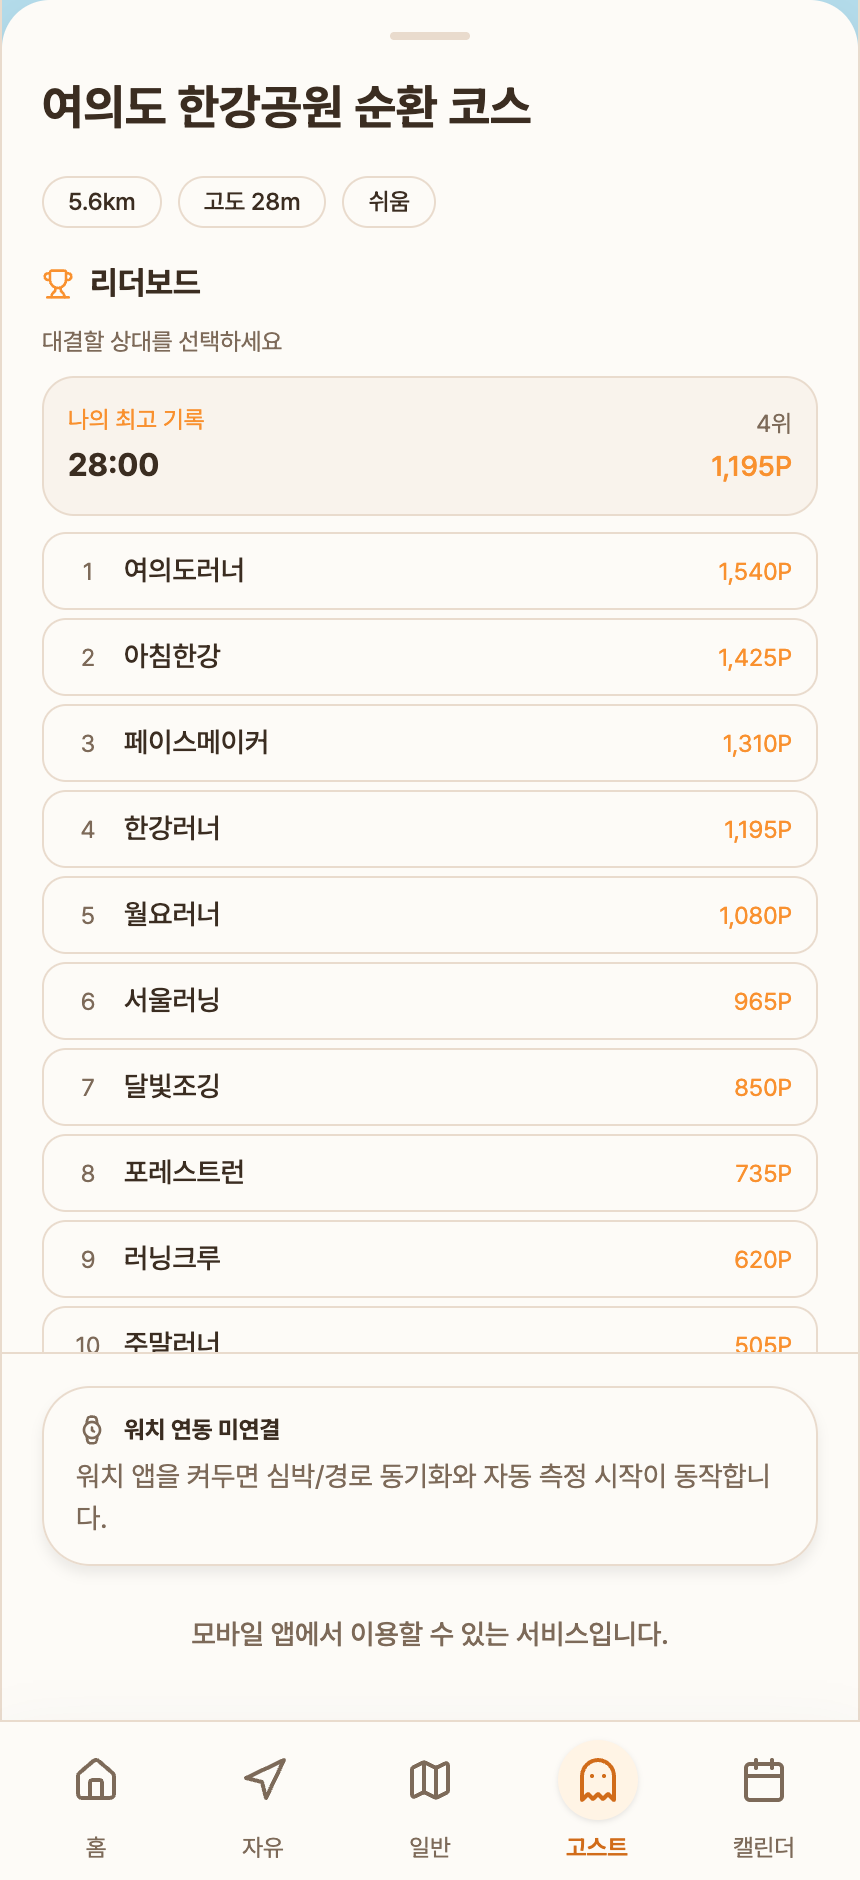 여의도 한강공원 순환 코스
5.6km 고도 28m 쉬움
리더보드
대결할 상대를 선택하세요
나의 최고 기록 4위
28:00 1,195P
1 여의도러너 1,540P
2 아침한강 1,425P
3 페이스메이커 1,310P
4 한강러너 1,195P
5 월요러너 1,080P
6 서울러닝 965P
7 달빛조깅 850P
8 포레스트런 735P
9 러닝크루 620P
10 주말러너 505P
워치 연동 미연결
워치 앱을 켜두면 심박/경로 동기화와 자동 측정 시작이 동작합니
다.
모바일 앱에서 이용할 수 있는 서비스입니다.
홈 자유 일반 고스트 캘린더